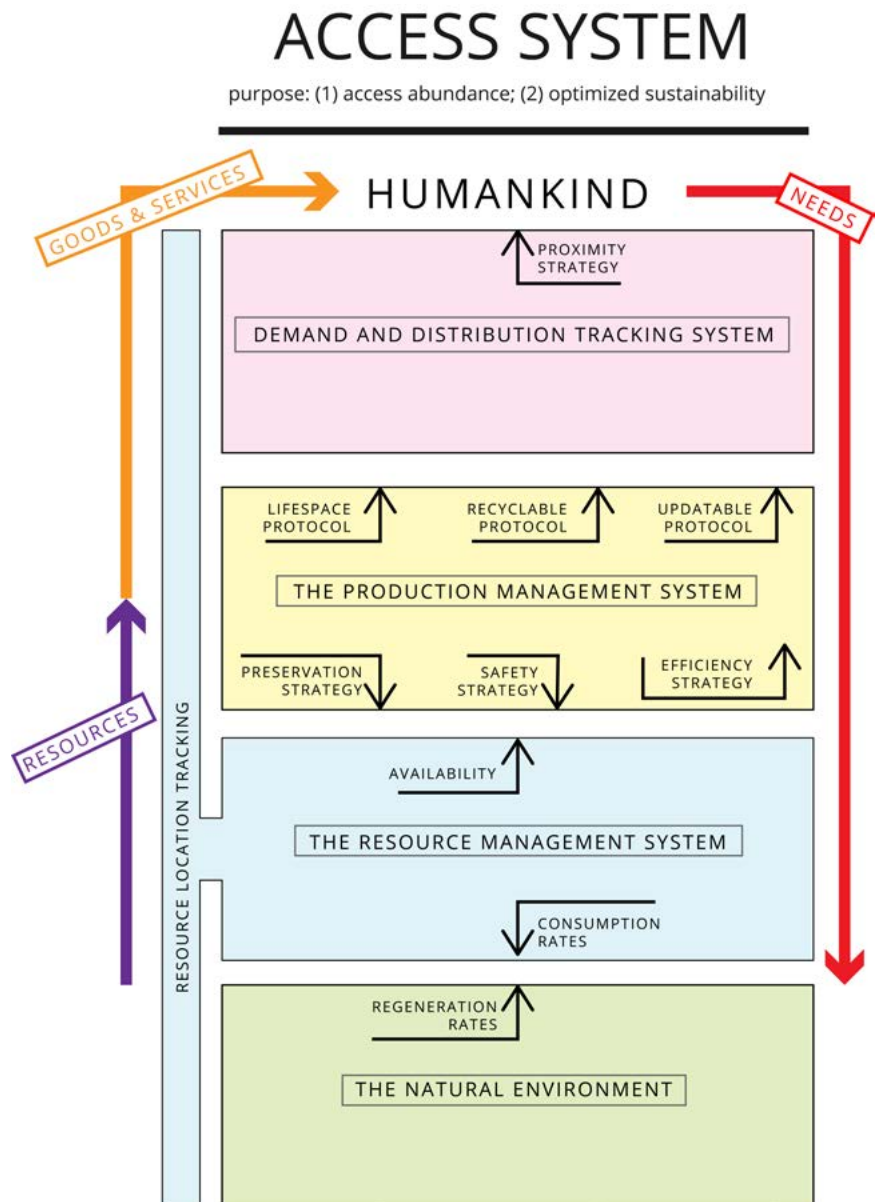 ACCESS SYSTEM
purpose: (1) access abundance; (2) optimized sustainability
GOODS & SERVICES
HUMANKIND
NEEDS
PROXIMITY
STRATEGY
DEMAND AND DISTRIBUTION TRACKING SYSTEM
LIFESPACE
PROTOCOL
RECYCLABLE
PROTOCOL
UPDATABLE
PROTOCOL
THE PRODUCTION MANAGEMENT SYSTEM
PRESERVATION
STRATEGY
SAFETY
STRATEGY
EFFICIENCY
STRATEGY
RESOURCES
RESOURCE LOCATION TRACKING
AVAILABILITY
THE RESOURCE MANAGEMENT SYSTEM
CONSUMPTION
RATES
REGENERATION
RATES
THE NATURAL ENVIRONMENT